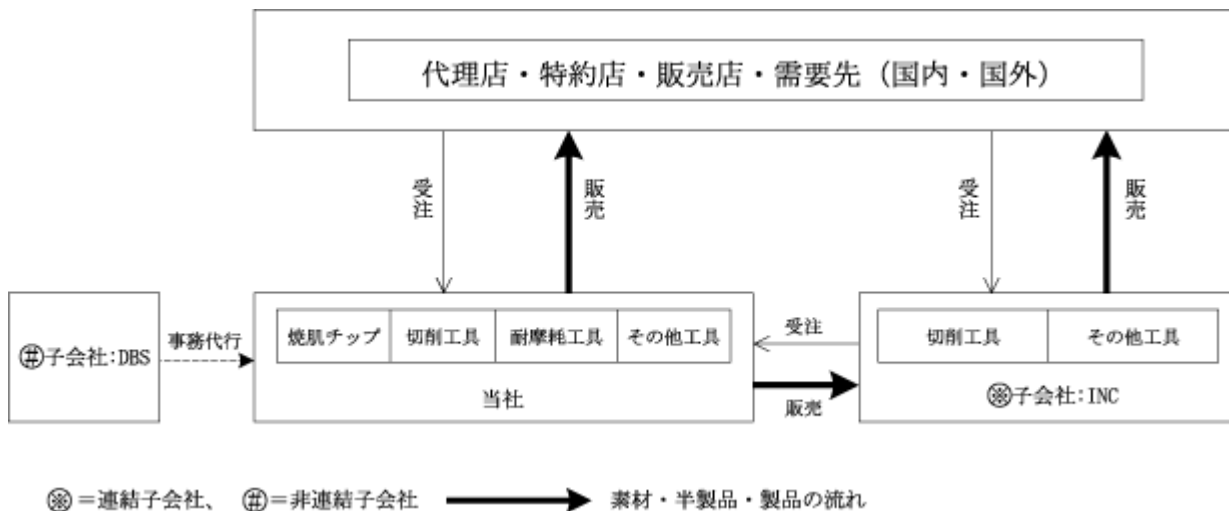 代理店・特約店・販売店・需要先（国内・国外）
受注
販売
受注
販売
㊉子会社:DBS
事務代行
焼肌チップ
切削工具
耐摩耗工具
その他工具
当社
受注
販売
切削工具
その他工具
※子会社:INC
※=連結子会社、 #=非連結子会社
素材・半製品・製品の流れ